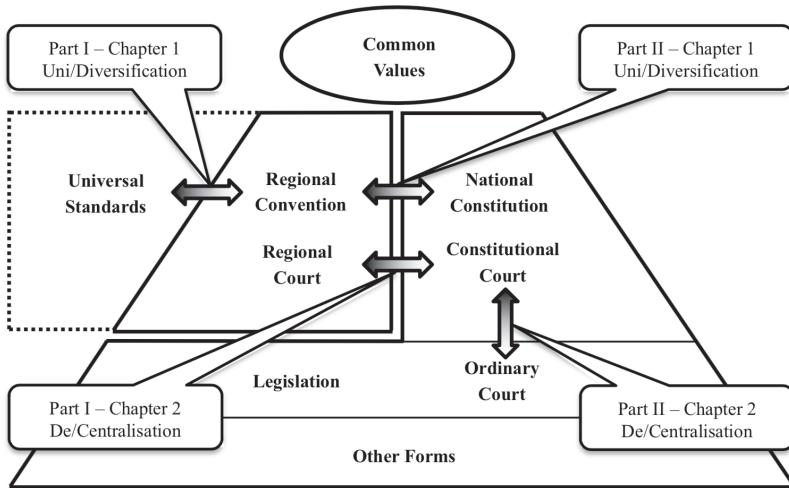 Part I – Chapter 1
Uni/Diversification
Common
Values
Part II – Chapter 1
Uni/Diversification
Universal
Standards
Regional
Convention
National
Constitution
Regional
Court
Constitutional
Court
Legislation
Ordinary
Court
Part I – Chapter 2
De/Centralisation
Part II – Chapter 2
De/Centralisation
Other Forms